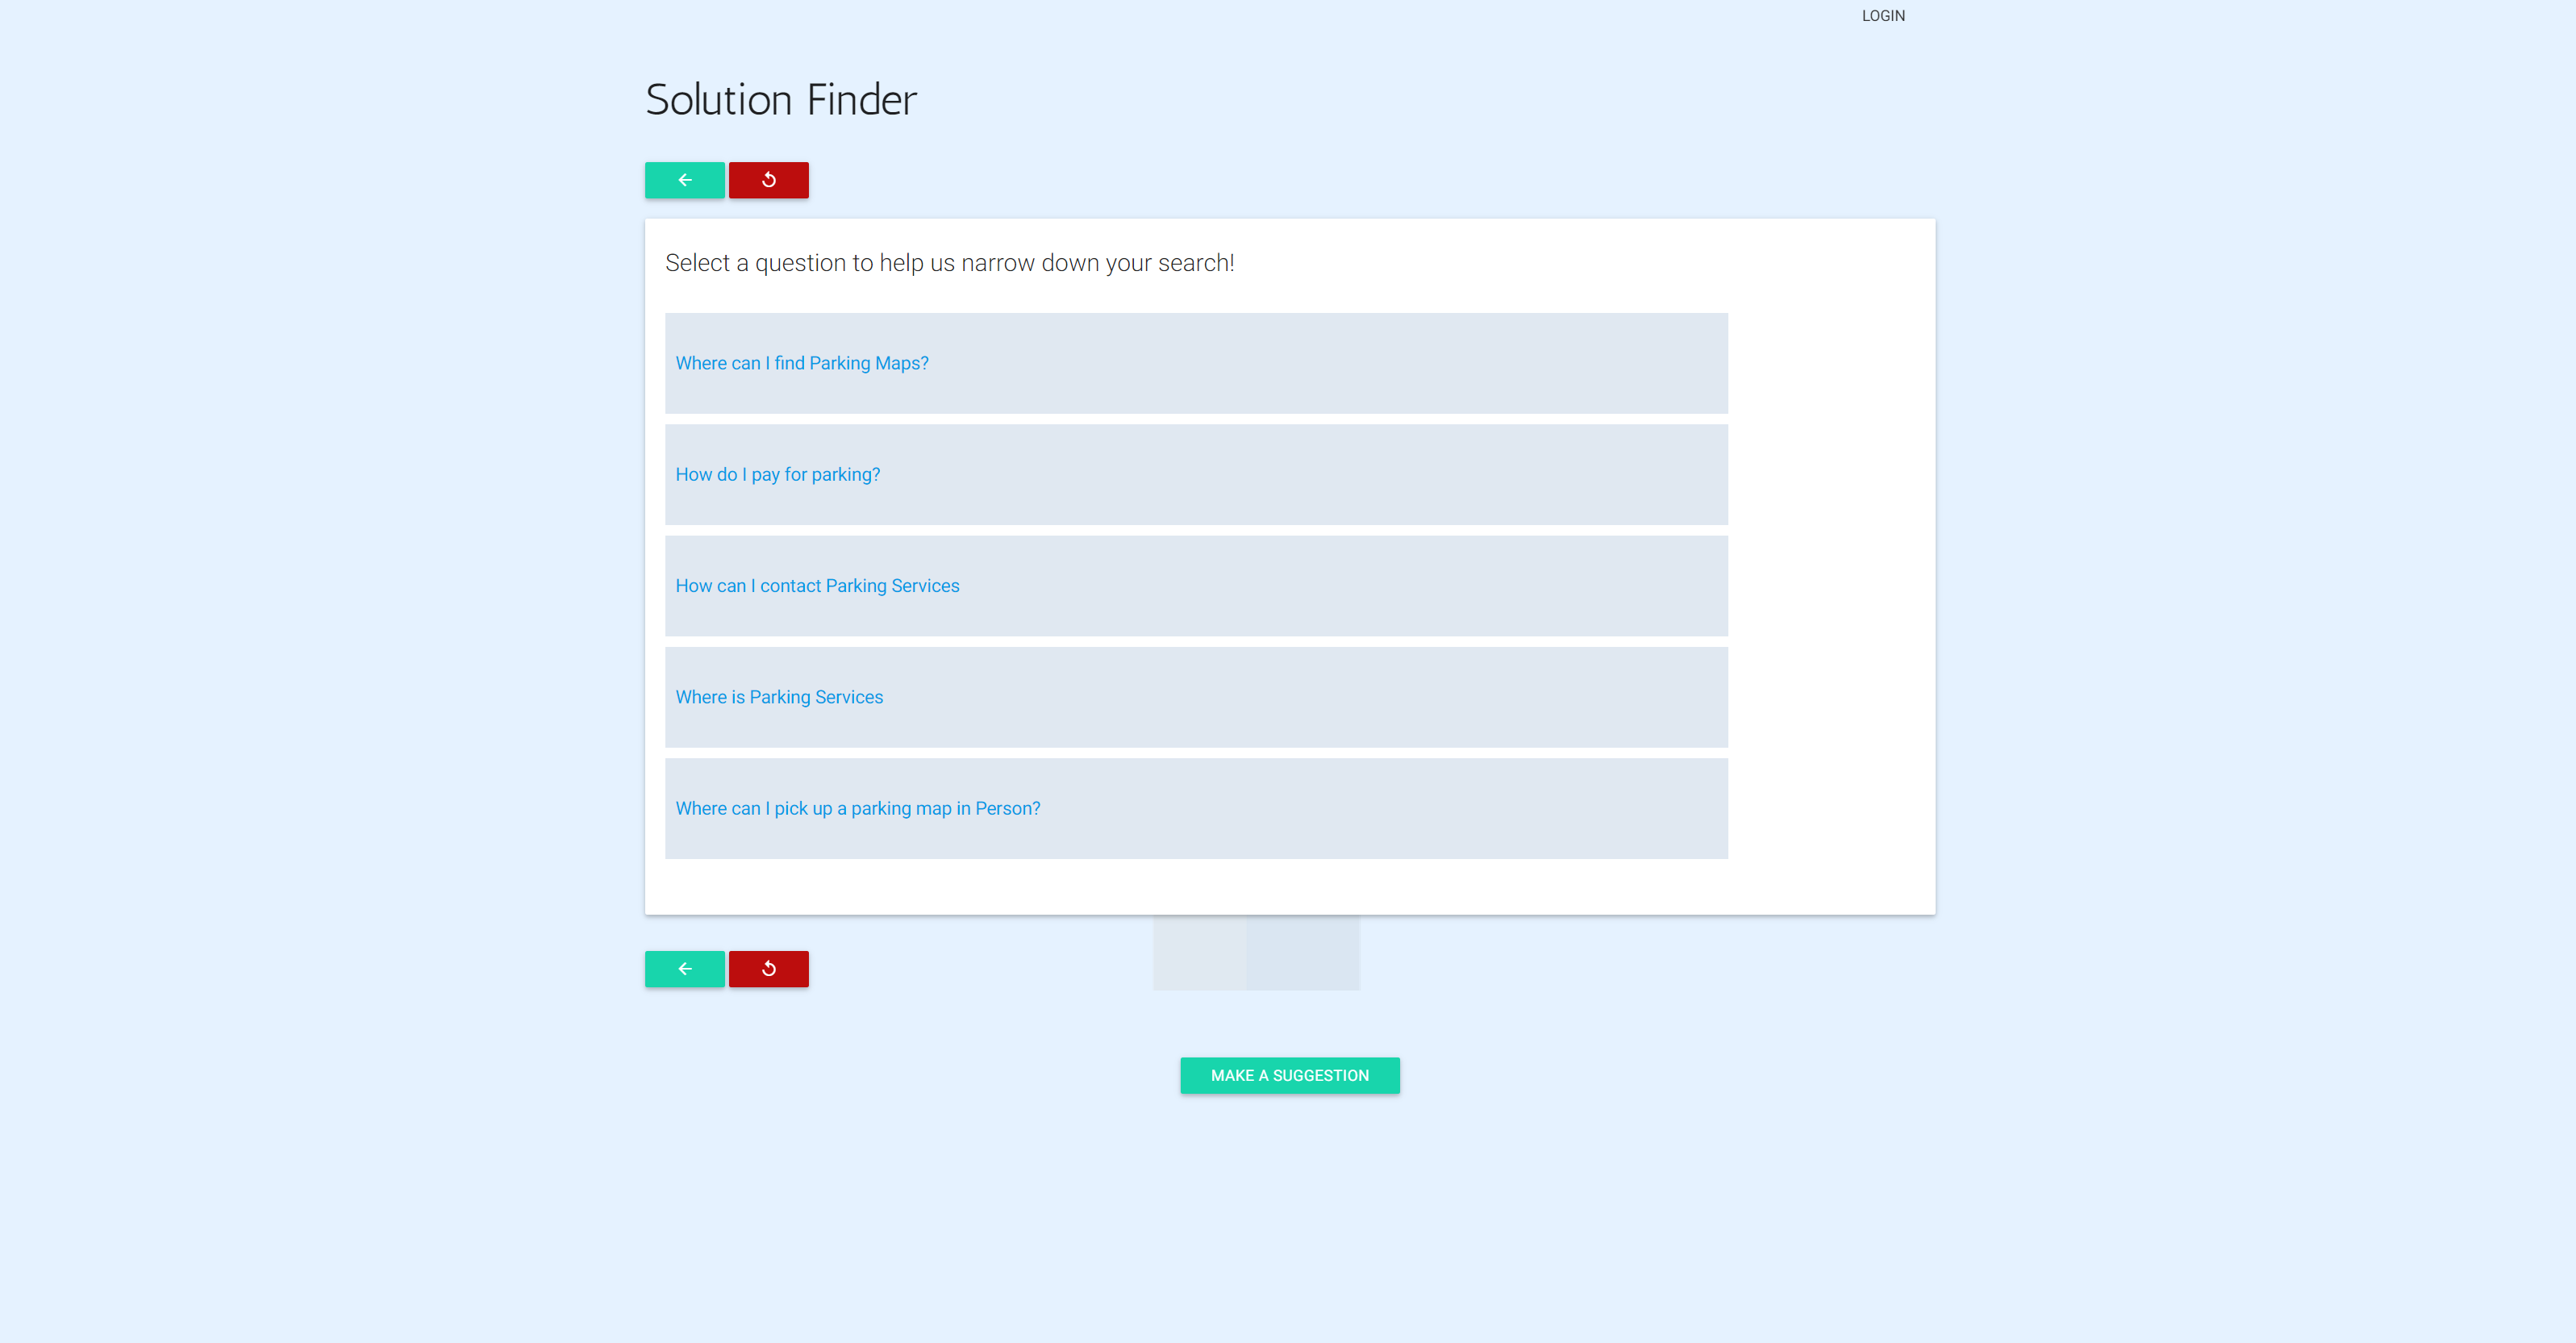 LOGIN
Solution Finder
Select a question to help us narrow down your search!
Where can I find Parking Maps?
How do I pay for parking?
How can I contact Parking Services
Where is Parking Services
Where can I pick up a parking map in Person?
MAKE A SUGGESTION